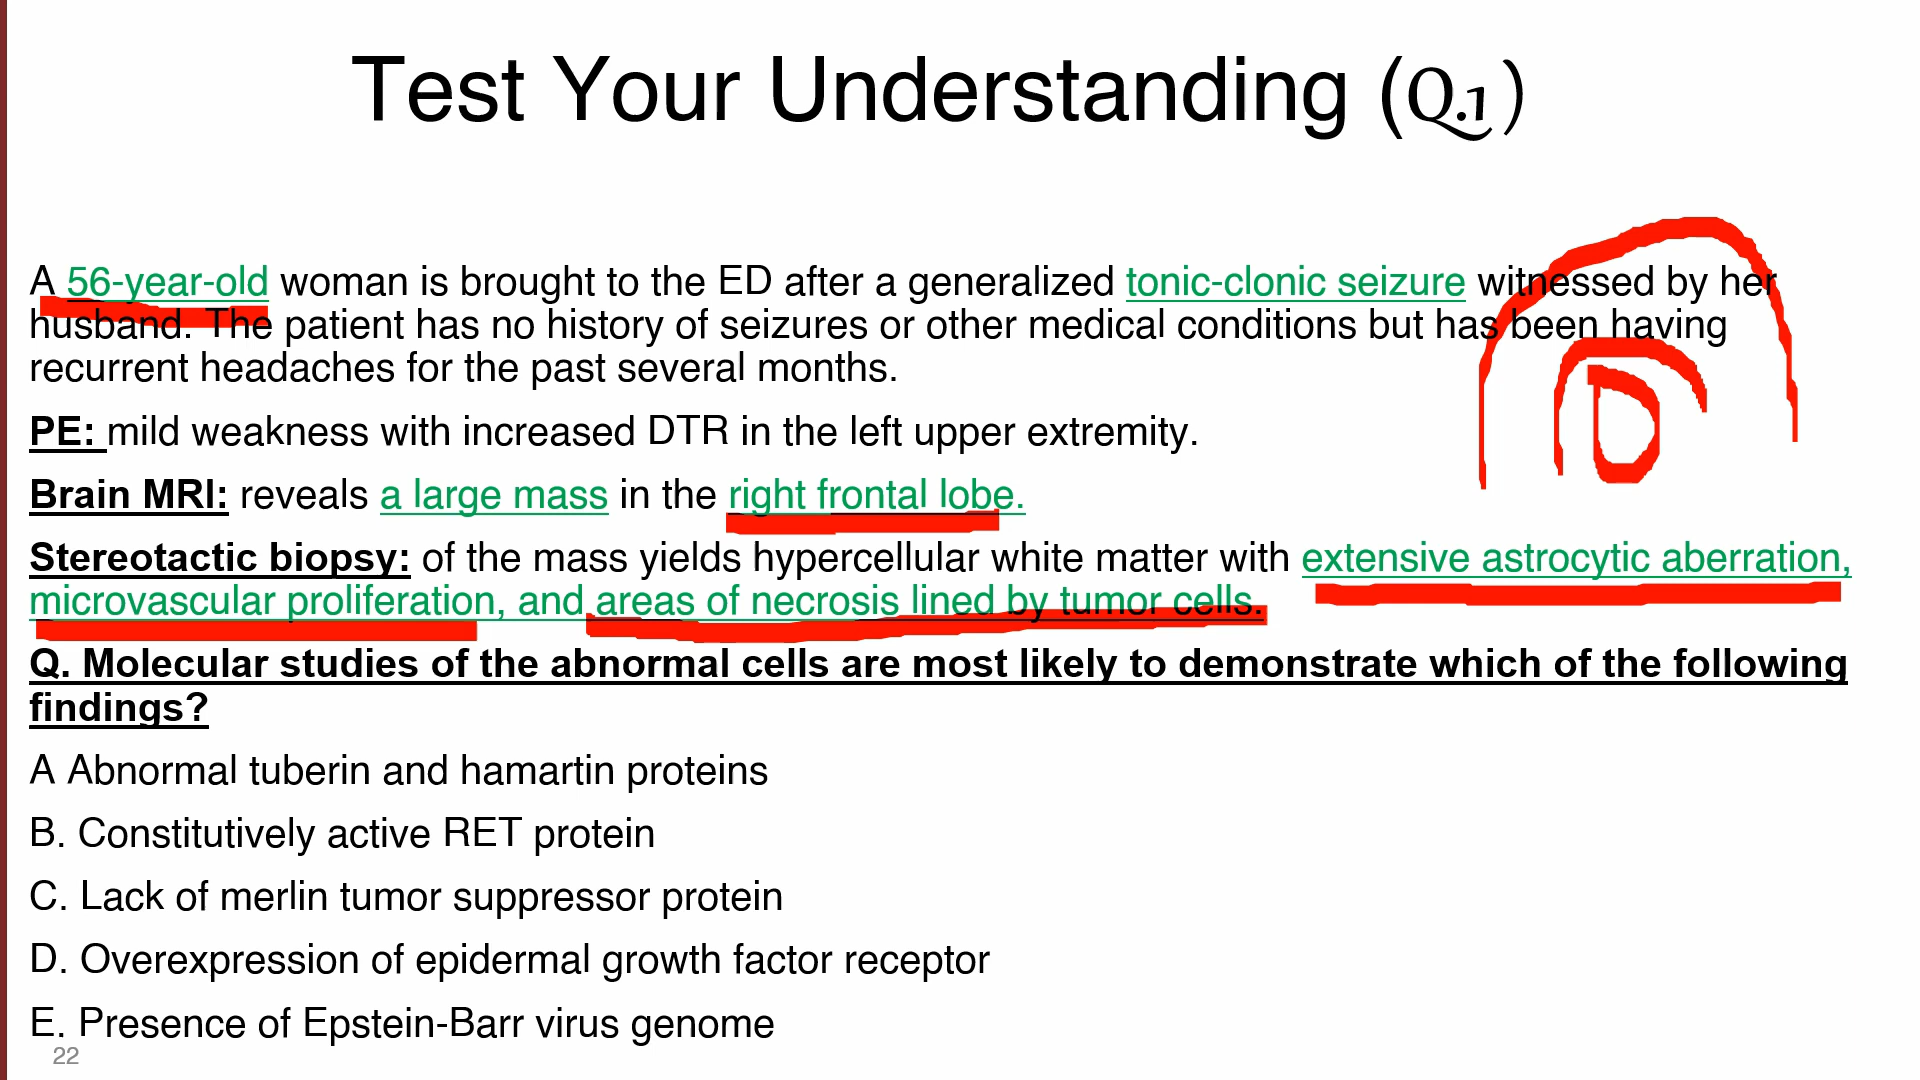 Test Your Understanding (Q.1)
A 56-year-old woman is brought to the ED after a generalized tonic-clonic seizure witnessed by her
husband. The patient has no history of seizures or other medical conditions but has been having
recurrent headaches for the past several months.
PE: mild weakness with increased DTR in the left upper extremity.
Brain MRI: reveals a large mass in the right frontal lobe.
Stereotactic biopsy: of the mass yields hypercellular white matter with extensive astrocytic aberration,
microvascular proliferation, and areas of necrosis lined by tumor cells.
Q. Molecular studies of the abnormal cells are most likely to demonstrate which of the following
findings?
A Abnormal tuberin and hamartin proteins
B. Constitutively active RET protein
C. Lack of merlin tumor suppressor protein
D. Overexpression of epidermal growth factor receptor
E. Presence of Epstein-Barr virus genome
22